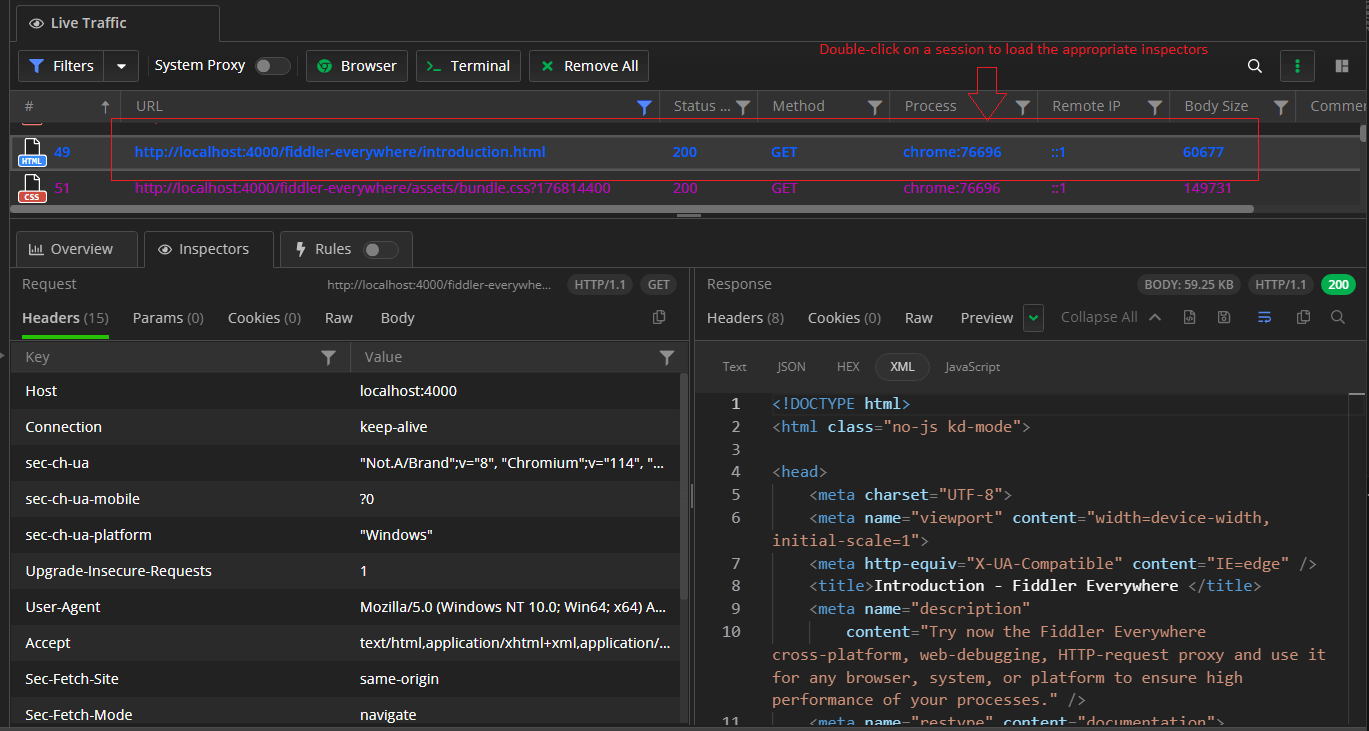 Live Traffic
Filters System Proxy Browser Terminal Remove All
Double-click on a session to load the appropriate inspectors
# URL Status ... Method Process Remote IP Body Size Commer
HTML 49 http://localhost:4000/fiddler-everywhere/introduction.html 200 GET chrome:76696 ::1 60677
CSS 51 http://localhost:4000/fiddler-everywhere/assets/bundle.css?176814400 200 GET chrome:76696 ::1 149731
Overview Inspectors Rules
Request http://localhost:4000/fiddler-everywhe... HTTP/1.1 GET
Headers (15) Params (0) Cookies (0) Raw Body
Key Value
Host localhost:4000
Connection keep-alive
sec-ch-ua "Not.A/Brand";v="8", "Chromium";v="114", "...
sec-ch-ua-mobile ?0
sec-ch-ua-platform "Windows"
Upgrade-Insecure-Requests 1
User-Agent Mozilla/5.0 (Windows NT 10.0; Win64; x64) A...
Accept text/html,application/xhtml+xml,application/...
Sec-Fetch-Site same-origin
Sec-Fetch-Mode navigate
Response BODY: 59.25 KB HTTP/1.1 200
Headers (8) Cookies (0) Raw Preview Collapse All
Text JSON HEX XML JavaScript
1 <!DOCTYPE html>
2 <html class="no-js kd-mode">
3
4 <head>
5 <meta charset="UTF-8">
6 <meta name="viewport" content="width=device-width,
initial-scale=1">
7 <meta http-equiv="X-UA-Compatible" content="IE=edge" />
8 <title>Introduction - Fiddler Everywhere </title>
9 <meta name="description"
10 content="Try now the Fiddler Everywhere
cross-platform, web-debugging, HTTP-request proxy and use it
for any browser, system, or platform to ensure high
performance of your processes." />
11 <meta name="restype" content="documentation">